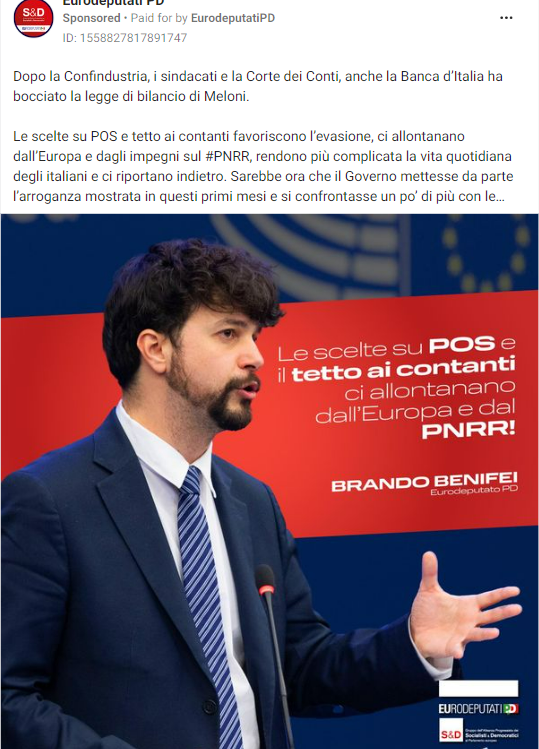 Eurodeputati PD
Sponsored • Paid for by EurodeputatiPD
ID: 1558827817891747
Dopo la Confindustria, i sindacati e la Corte dei Conti, anche la Banca d'Italia ha
bocciato la legge di bilancio di Meloni.
Le scelte su POS e tetto ai contanti favoriscono l'evasione, ci allontanano
dall'Europa e dagli impegni sul #PNRR, rendono più complicata la vita quotidiana
degli italiani e ci riportano indietro. Sarebbe ora che il Governo mettesse da parte
l'arroganza mostrata in questi primi mesi e si confrontasse un po' di più con le…
S&D
Le scelte su POS e
il tetto ai contanti
ci allontanano
dall'Europa e dal
PNRR!
BRANDO BENIFEI
Eurodeputato PD
EURODEPUTATI PD
S&D
Socialisti e Democratici